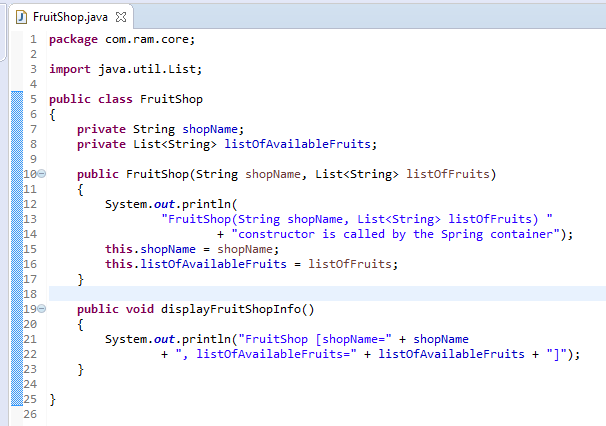 FruitShop.java
1 package com.ram.core;
2
3 import java.util.List;
4
5 public class FruitShop
6 {
7     private String shopName;
8     private List<String> listOfAvailableFruits;
9
10     public FruitShop(String shopName, List<String> listOfFruits)
11     {
12         System.out.println(
13                 "FruitShop(String shopName, List<String> listOfFruits) "
14                         + "constructor is called by the Spring container");
15         this.shopName = shopName;
16         this.listOfAvailableFruits = listOfFruits;
17     }
18
19     public void displayFruitShopInfo()
20     {
21         System.out.println("FruitShop [shopName=" + shopName
22                 + ", listOfAvailableFruits=" + listOfAvailableFruits + "]");
23     }
24
25 }
26